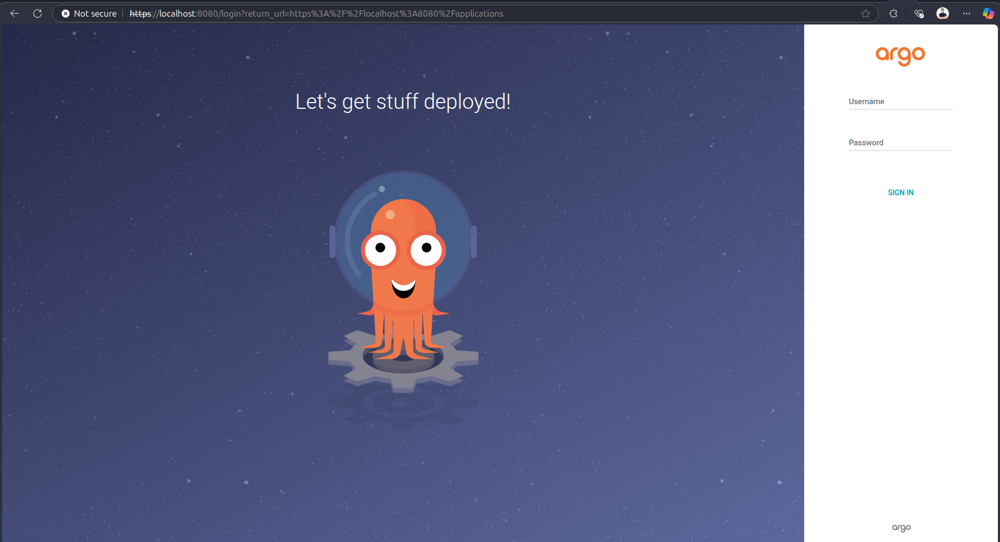 Not secure
https://localhost:8080/login?return_url=https%3A%2F%2Flocalhost%3A8080%2Fapplications
Let's get stuff deployed!
argo
Username
Password
SIGN IN
argo